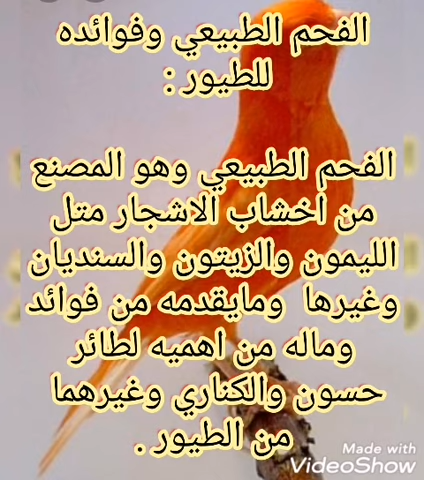 الفحم الطبيعي وفوائده
للطيور :
الفحم الطبيعي وهو المصنع
من اخشاب الاشجار متل
الليمون والزيتون والسنديان
وغيرها ومايقدمه من فوائد
وماله من اهميه لطائر
حسون والكناري وغيرهما
من الطيور .
Made with
VideoShow